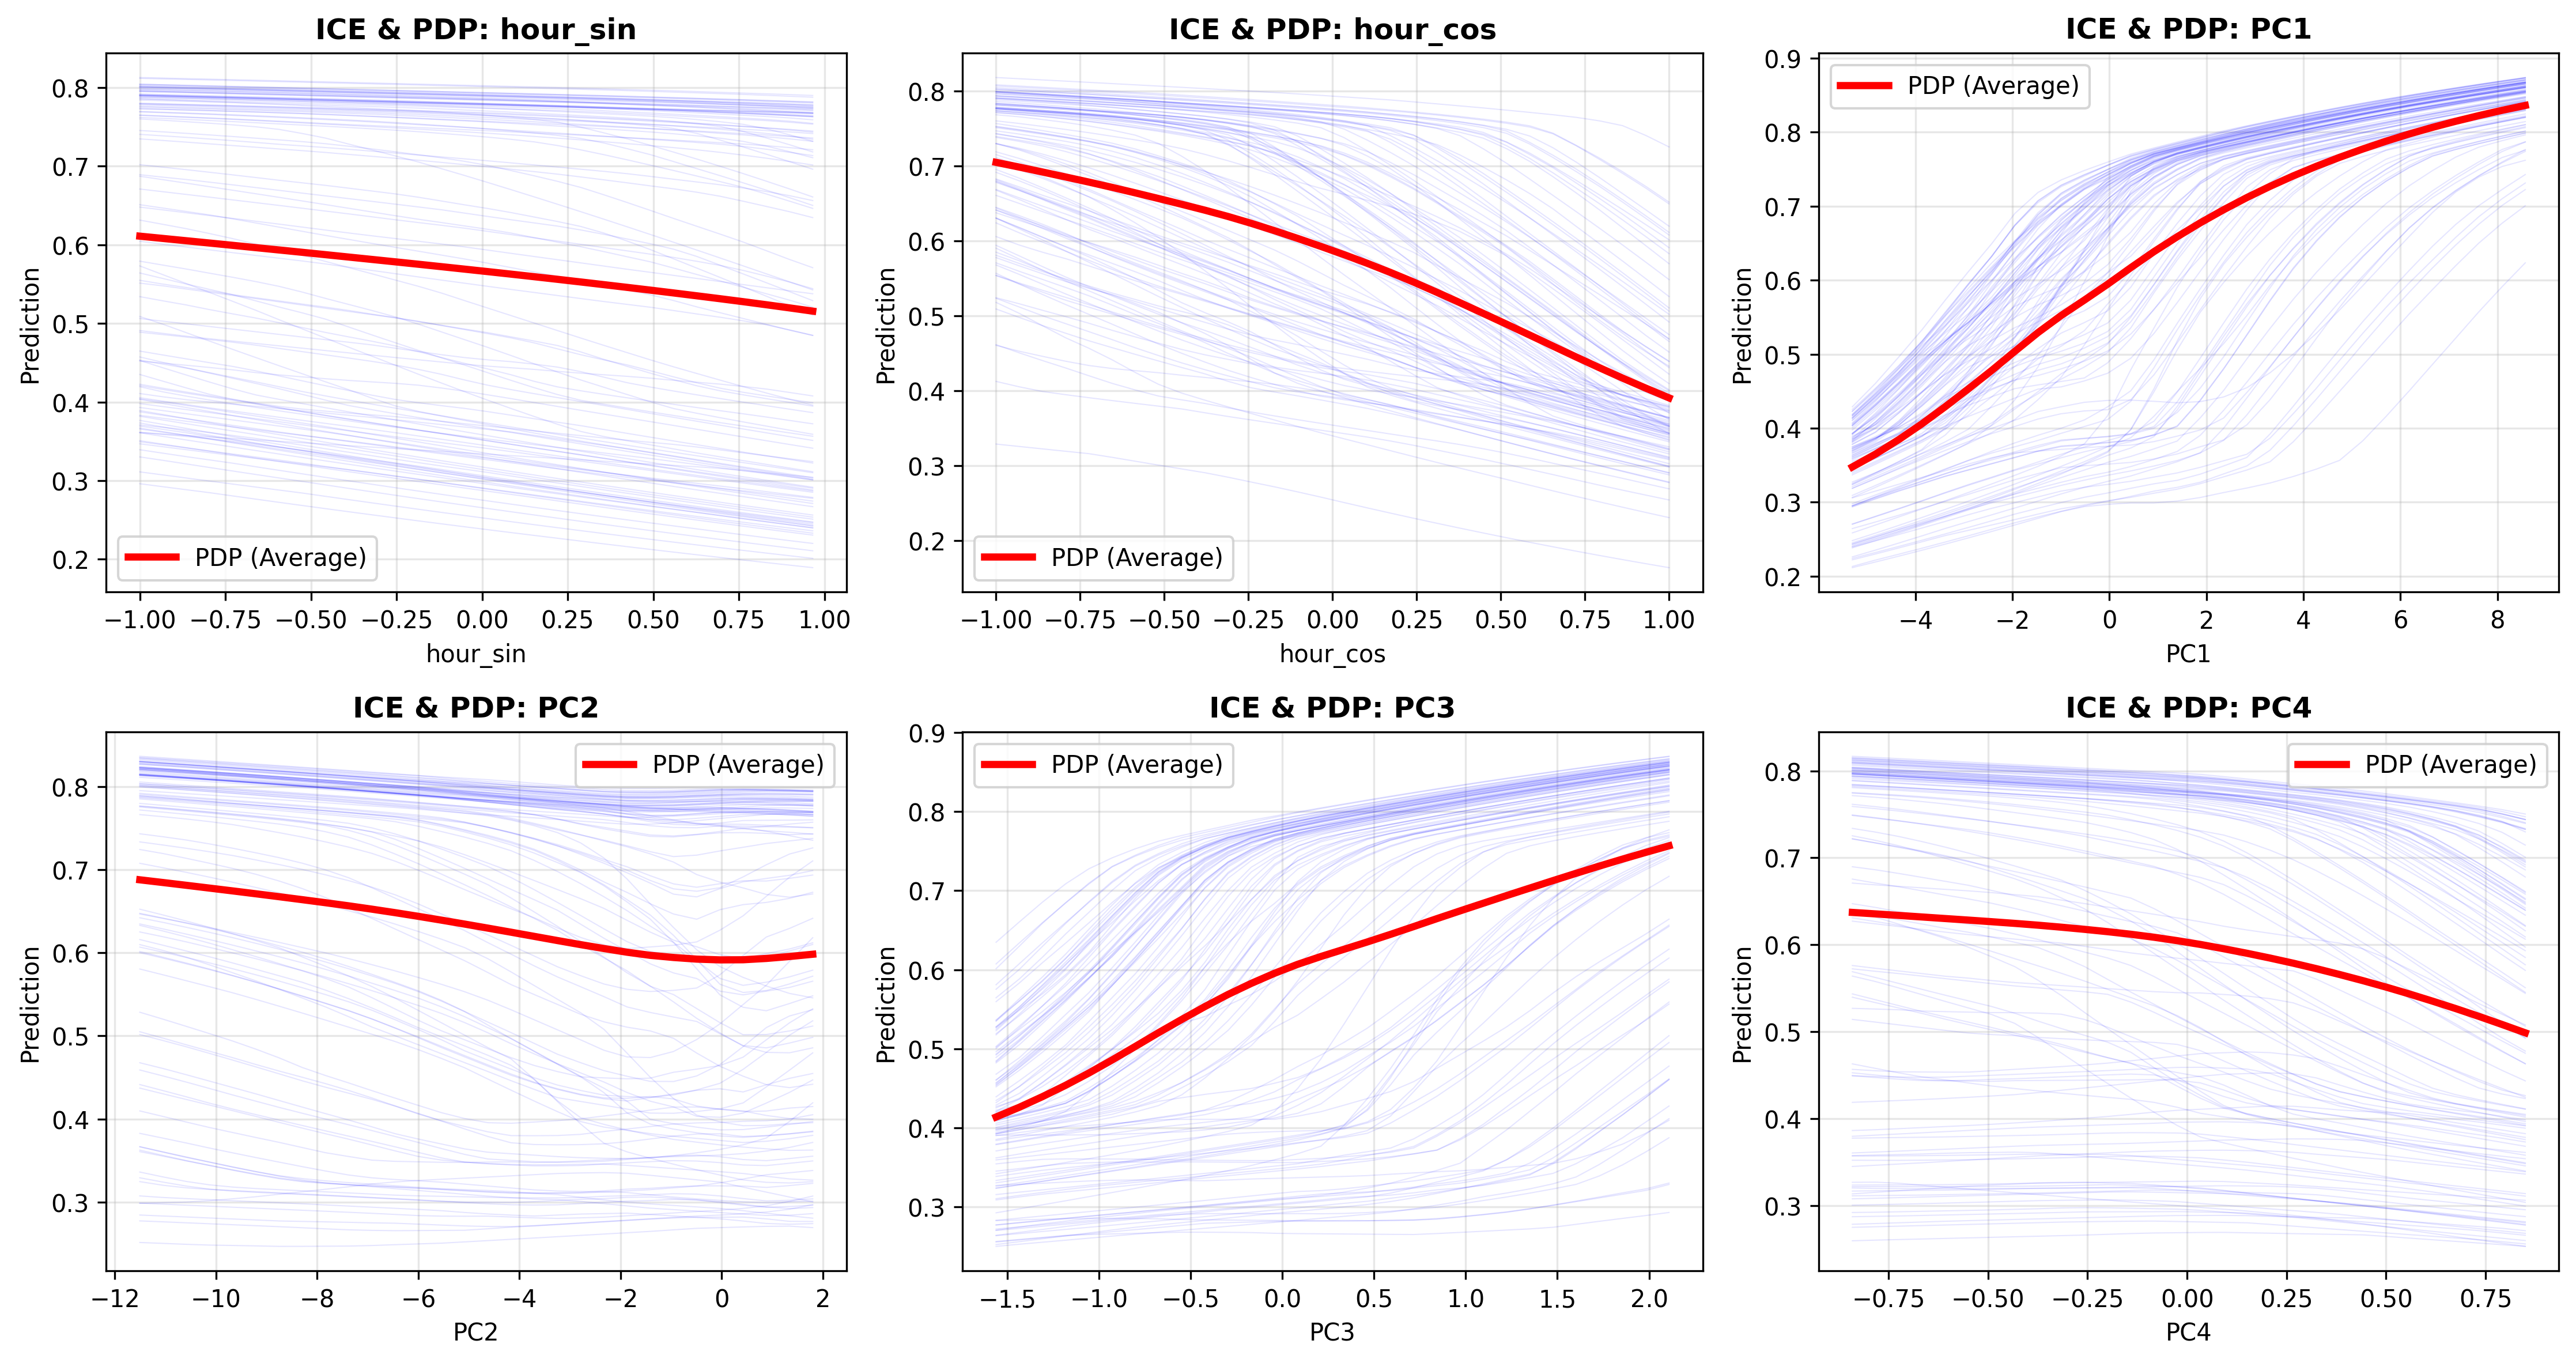 ICE & PDP: hour_sin
Prediction
0.8
0.7
0.6
0.5
0.4
0.3
0.2
PDP (Average)
−1.00 −0.75 −0.50 −0.25 0.00 0.25 0.50 0.75 1.00
hour_sin
ICE & PDP: hour_cos
Prediction
0.8
0.7
0.6
0.5
0.4
0.3
0.2
PDP (Average)
−1.00 −0.75 −0.50 −0.25 0.00 0.25 0.50 0.75 1.00
hour_cos
ICE & PDP: PC1
Prediction
0.9
0.8
0.7
0.6
0.5
0.4
0.3
0.2
PDP (Average)
−4 −2 0 2 4 6 8
PC1
ICE & PDP: PC2
Prediction
0.8
0.7
0.6
0.5
0.4
0.3
PDP (Average)
−12 −10 −8 −6 −4 −2 0 2
PC2
ICE & PDP: PC3
Prediction
0.9
0.8
0.7
0.6
0.5
0.4
0.3
PDP (Average)
−1.5 −1.0 −0.5 0.0 0.5 1.0 1.5 2.0
PC3
ICE & PDP: PC4
Prediction
0.8
0.7
0.6
0.5
0.4
0.3
PDP (Average)
−0.75 −0.50 −0.25 0.00 0.25 0.50 0.75
PC4